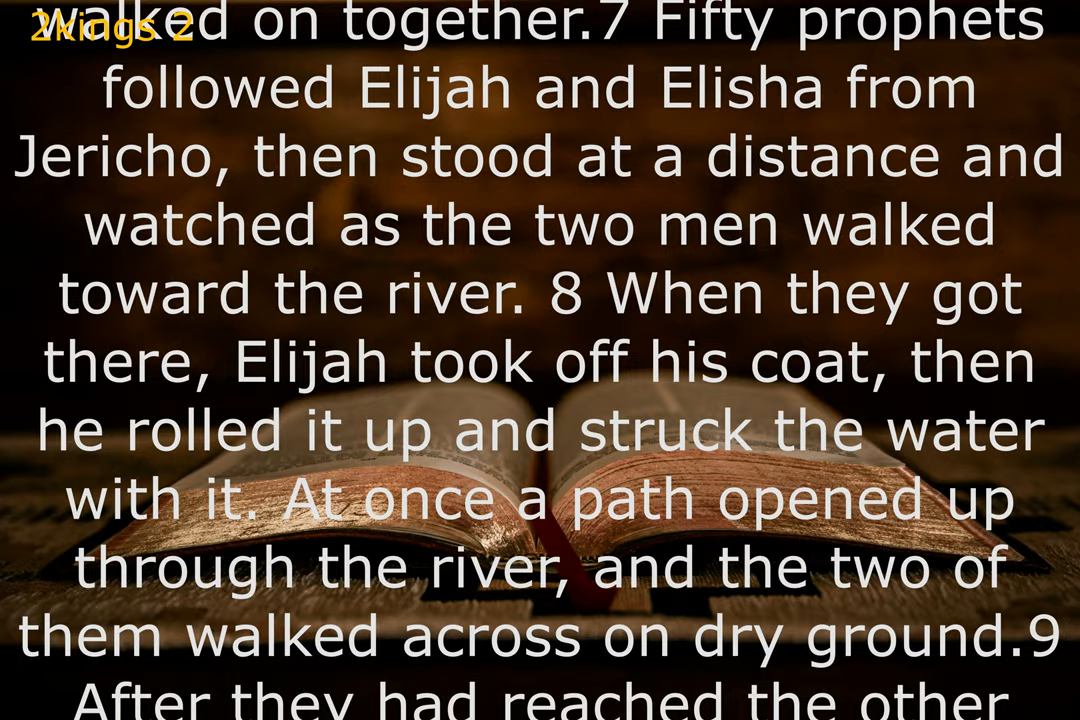 walked on together.7 Fifty prophets
2kings 2
followed Elijah and Elisha from
Jericho, then stood at a distance and
watched as the two men walked
toward the river. 8 When they got
there, Elijah took off his coat, then
he rolled it up and struck the water
with it. At once a path opened up
through the river, and the two of
them walked across on dry ground.9
After they had reached the other